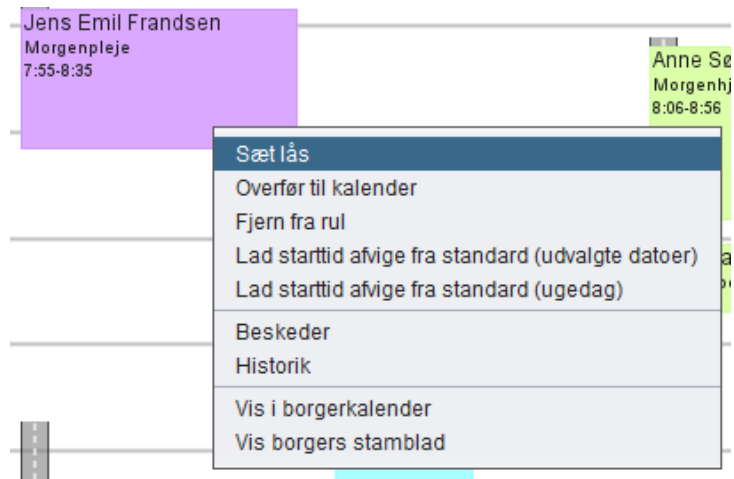 Jens Emil Frandsen
Morgenpleje
7:55-8:35
Anne Sø
Morgenhj
8:06-8:56
Sæt lås
Overfør til kalender
Fjern fra rul
Lad starttid afvige fra standard (udvalgte datoer)
Lad starttid afvige fra standard (ugedag)
Beskeder
Historik
Vis i borgerkalender
Vis borgers stamblad